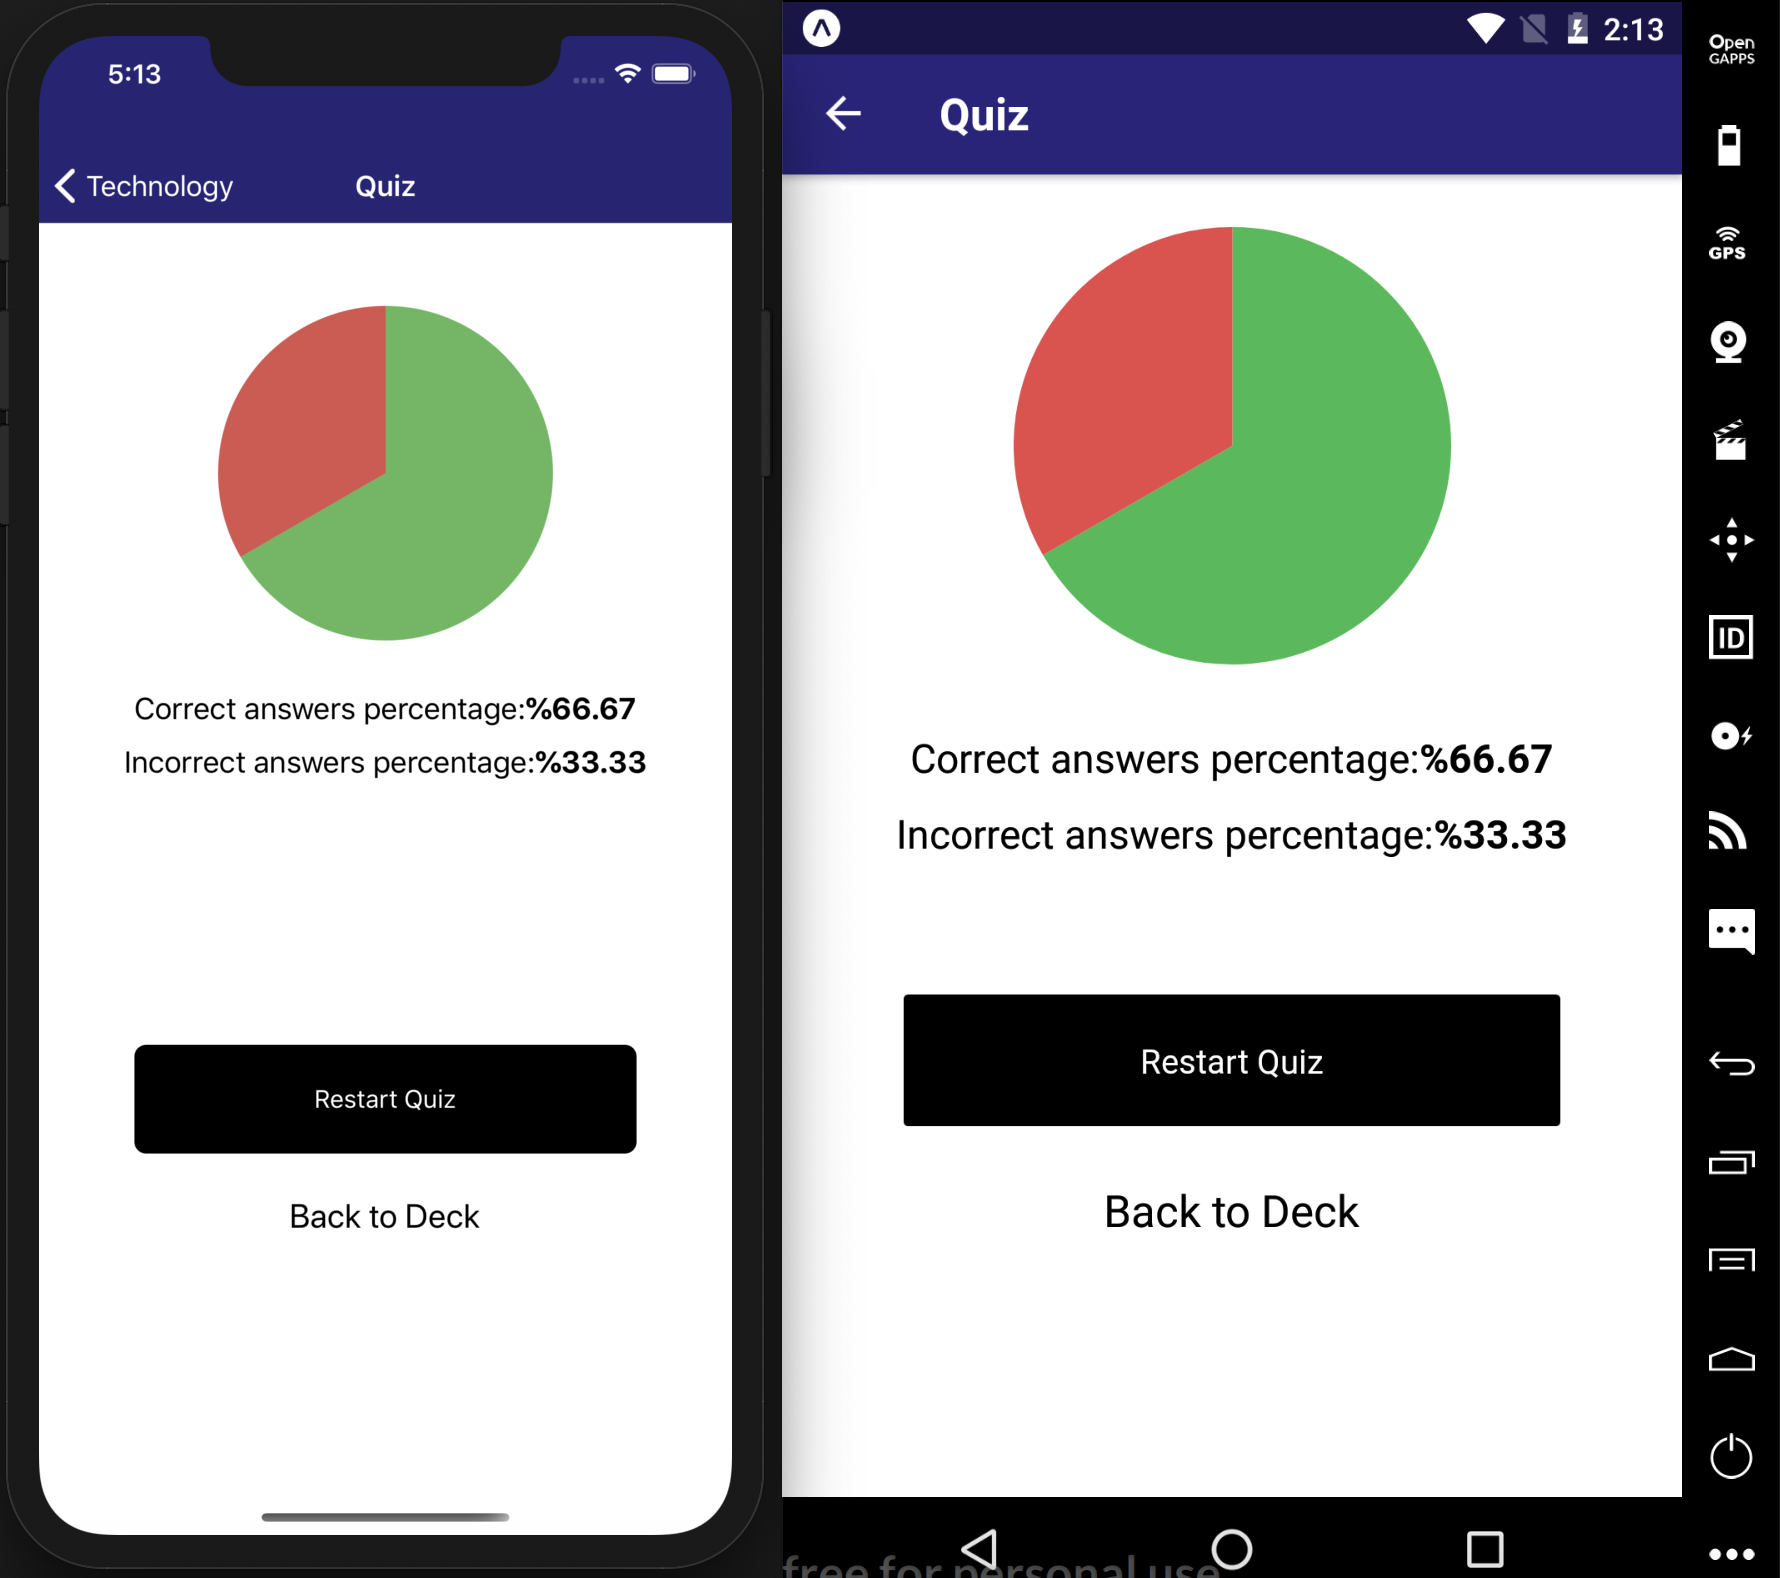 5:13
Technology
Quiz
Correct answers percentage:%66.67
Incorrect answers percentage:%33.33
Restart Quiz
Back to Deck
2:13
Quiz
Correct answers percentage:%66.67
Incorrect answers percentage:%33.33
Restart Quiz
Back to Deck
free for personal use
Open
GAPPS
GPS
ID